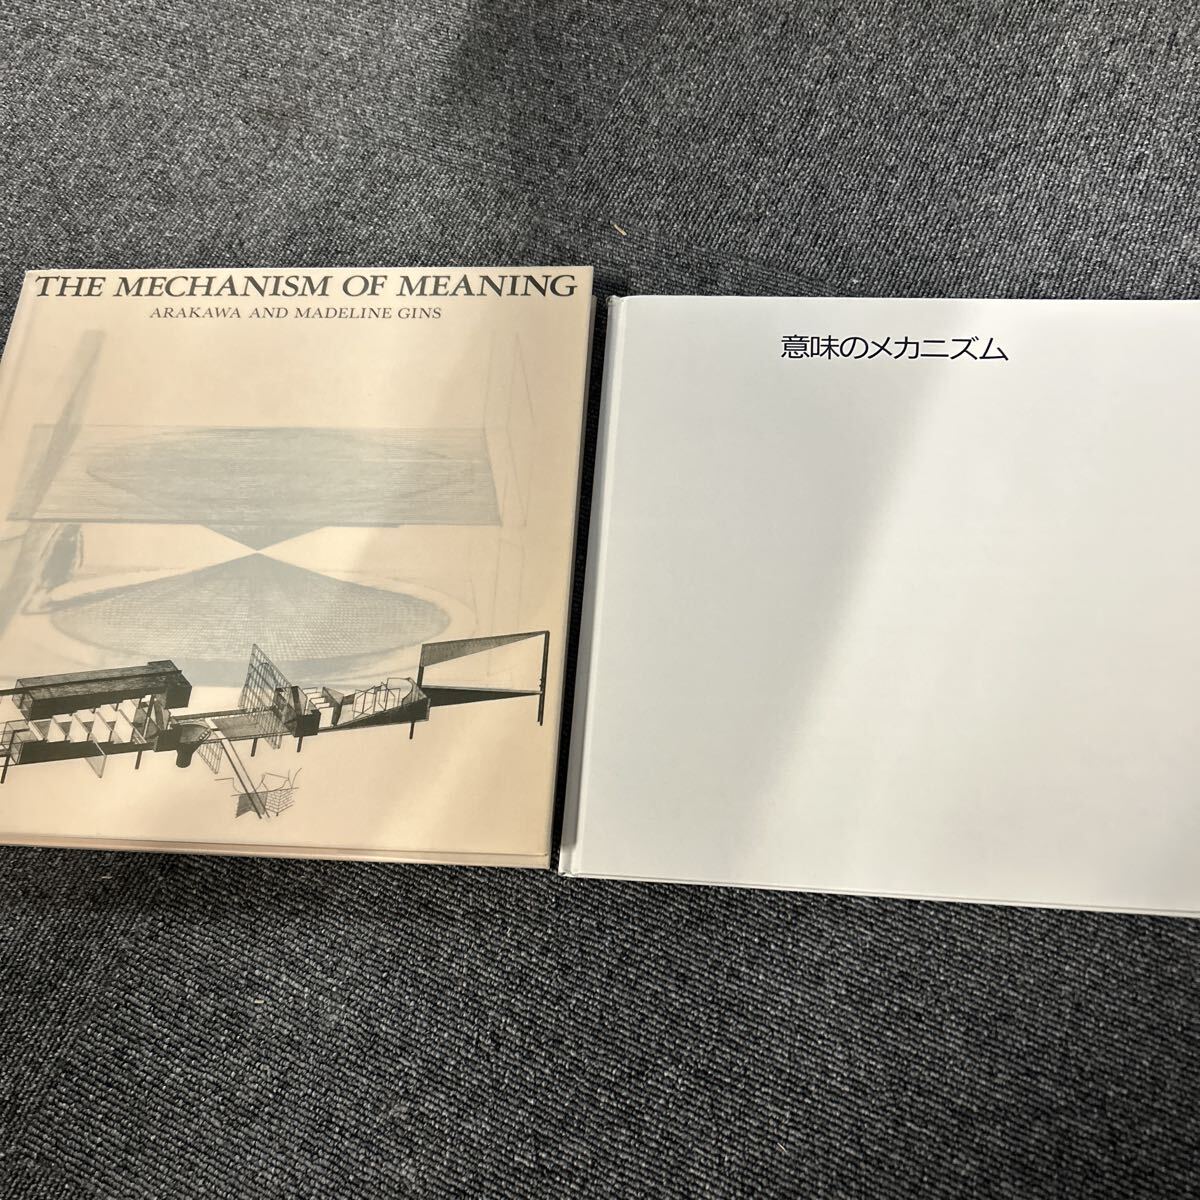 THE MECHANISM OF MEANING
ARAKAWA AND MADELINE GINS
意味のメカニズム